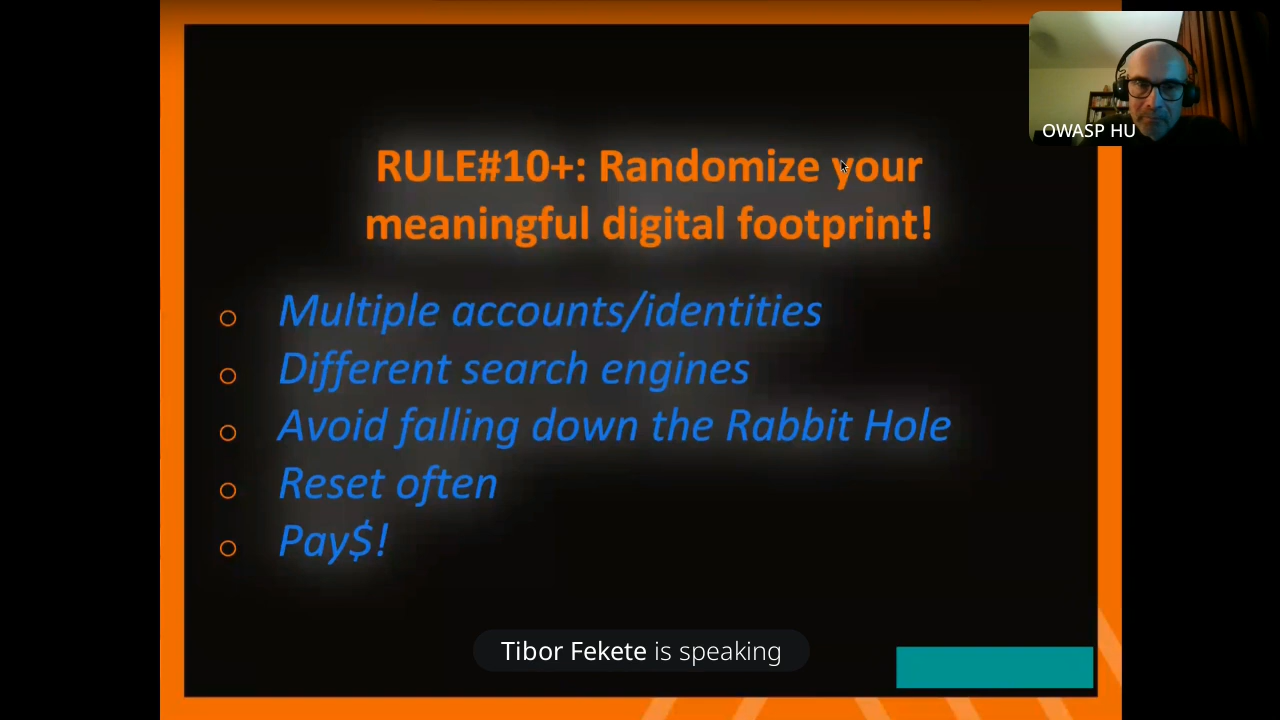 OWASP HU
RULE#10+: Randomize your
meaningful digital footprint!
Multiple accounts/identities
Different search engines
Avoid falling down the Rabbit Hole
Reset often
Pay$!
Tibor Fekete is speaking